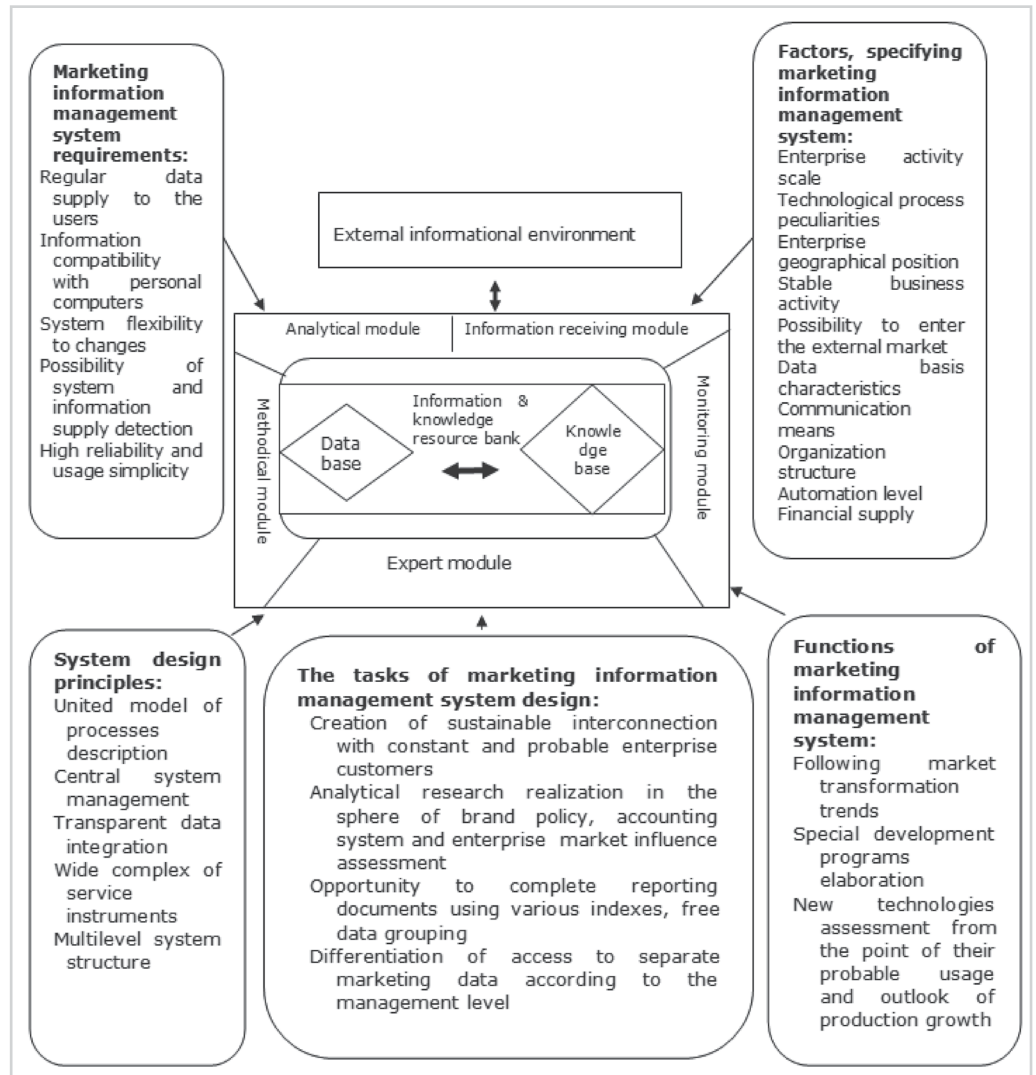 Marketing
information
management
system
requirements:
Regular data
supply to the
users
Information
compatibility
with personal
computers
System flexibility
to changes
Possibility of
system and
information
supply detection
High reliability and
usage simplicity
Factors, specifying
marketing
information
management
system:
Enterprise activity
scale
Technological process
peculiarities
Enterprise
geographical position
Stable business
activity
Possibility to enter
the external market
Data basis
characteristics
Communication
means
Organization
structure
Automation level
Financial supply
External informational environment
Analytical module
Information receiving module
Methodical module
Data
base
Information &
knowledge
resource bank
Knowle
dge
base
Monitoring module
Expert module
System design
principles:
United model of
processes
description
Central system
management
Transparent data
integration
Wide complex of
service
instruments
Multilevel system
structure
The tasks of marketing information
management system design:
Creation of sustainable interconnection
with constant and probable enterprise
customers
Analytical research realization in the
sphere of brand policy, accounting
system and enterprise market influence
assessment
Opportunity to complete reporting
documents using various indexes, free
data grouping
Differentiation of access to separate
marketing data according to the
management level
Functions of
marketing
information
management
system:
Following market
transformation
trends
Special development
programs
elaboration
New technologies
assessment from
the point of their
probable usage
and outlook of
production growth